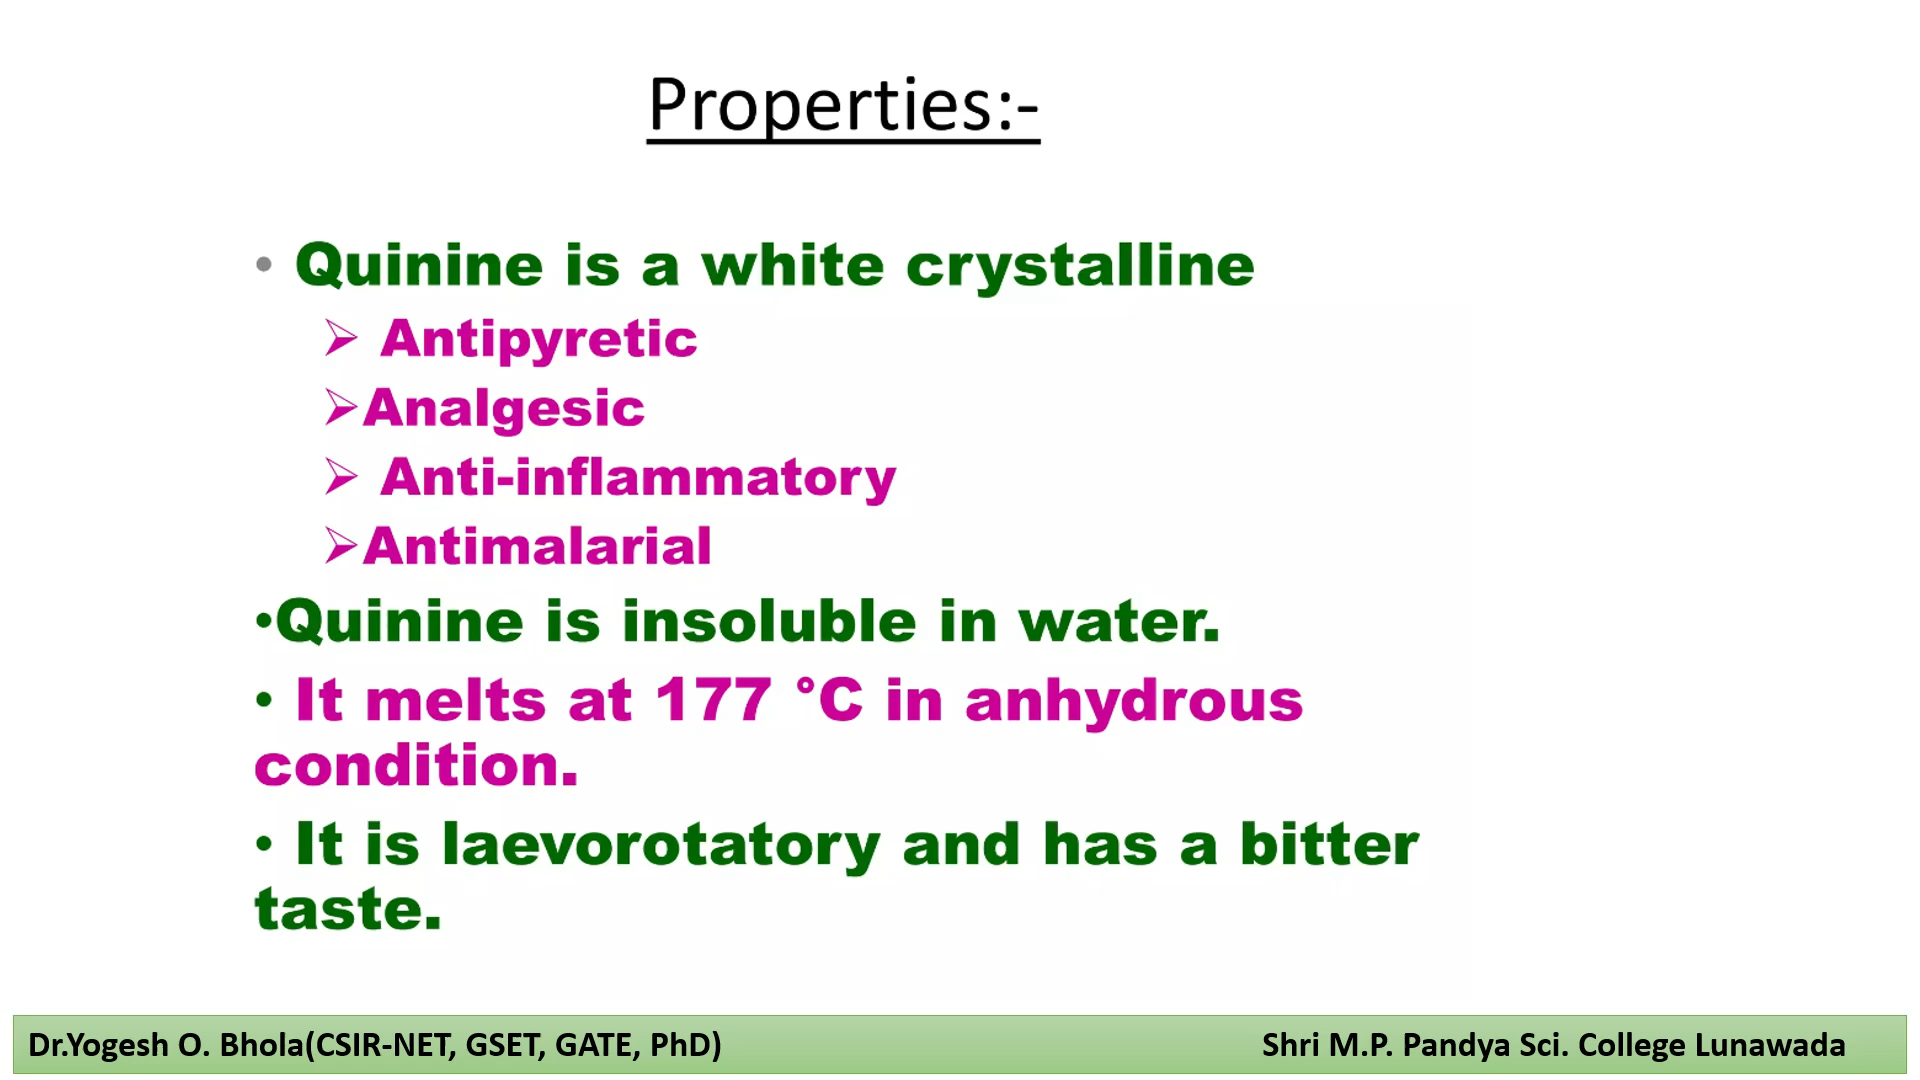 Properties:-
• Quinine is a white crystalline
➢ Antipyretic
➢Analgesic
➢ Anti-inflammatory
➢Antimalarial
•Quinine is insoluble in water.
• It melts at 177 °C in anhydrous
condition.
• It is laevorotatory and has a bitter
taste.
Dr.Yogesh O. Bhola(CSIR-NET, GSET, GATE, PhD) Shri M.P. Pandya Sci. College Lunawada